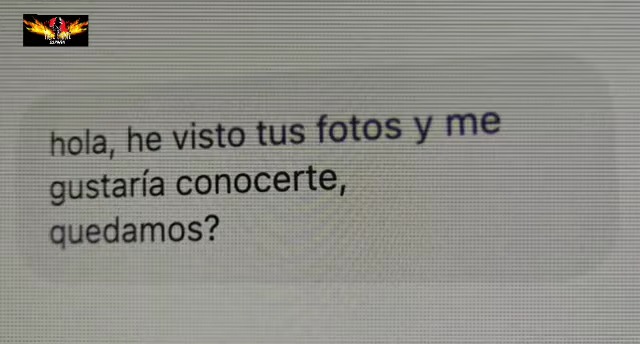 hola, he visto tus fotos y me
gustaría conocerte,
quedamos?